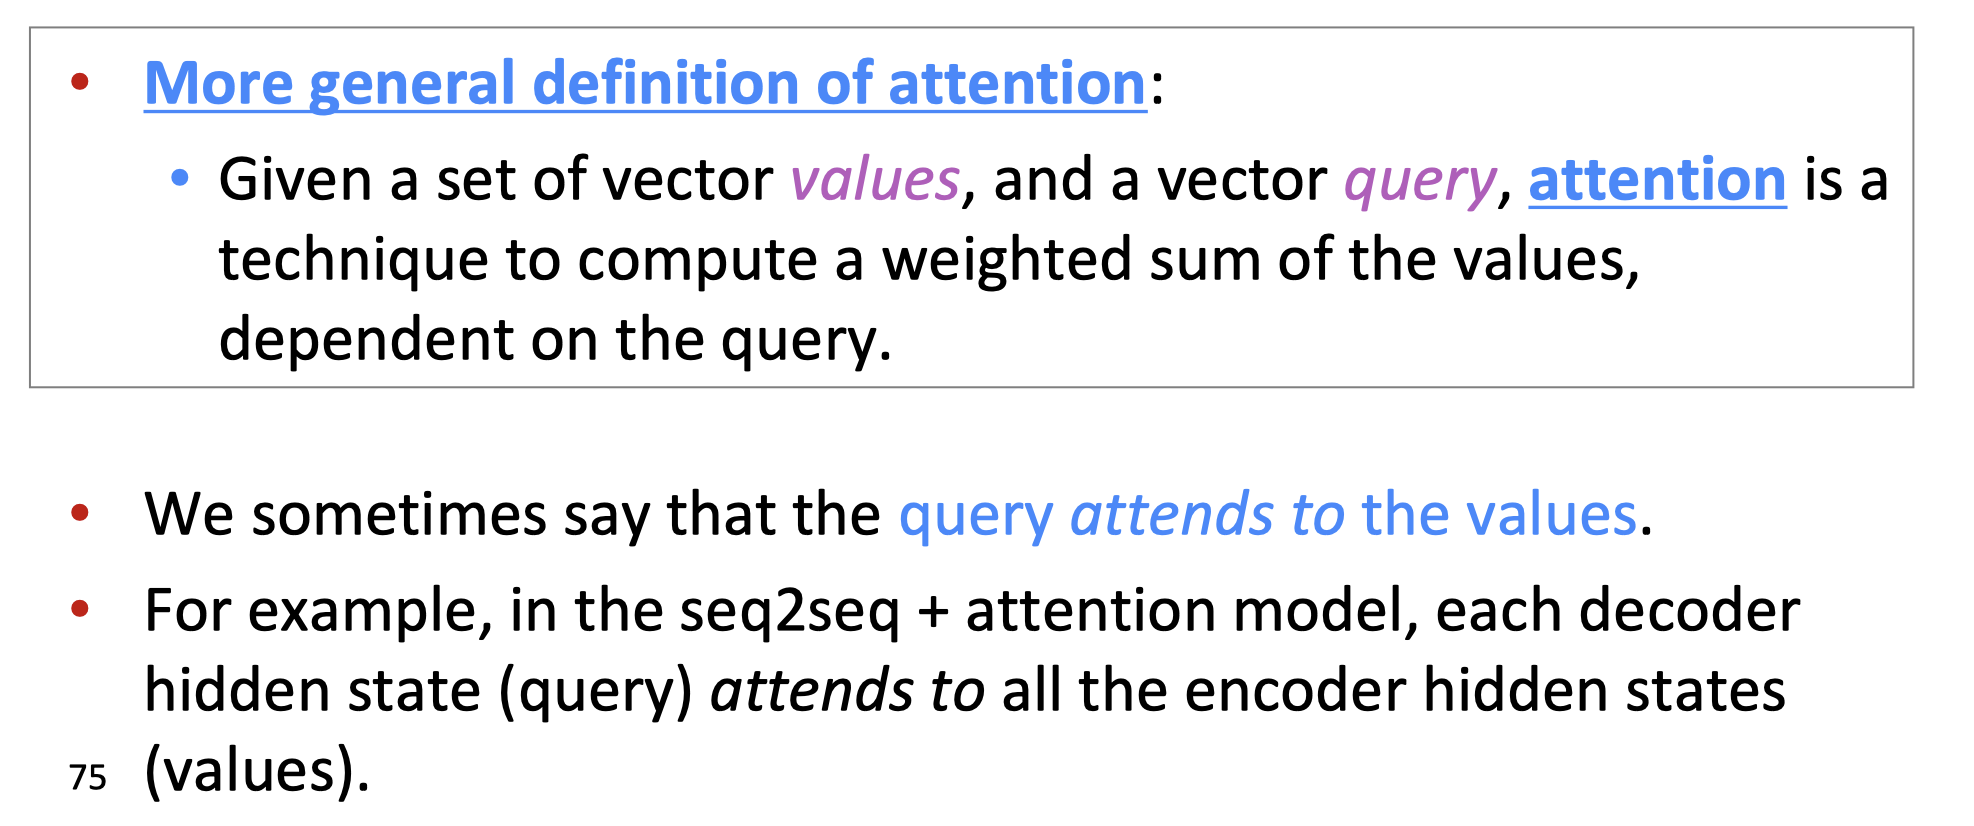 • More general definition of attention:
• Given a set of vector values, and a vector query, attention is a
technique to compute a weighted sum of the values,
dependent on the query.
• We sometimes say that the query attends to the values.
• For example, in the seq2seq + attention model, each decoder
hidden state (query) attends to all the encoder hidden states
75 (values).